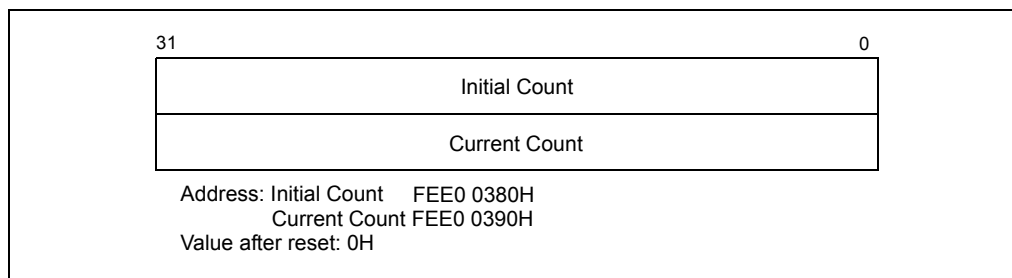 31 0
Initial Count
Current Count
Address: Initial Count FEE0 0380H
Current Count FEE0 0390H
Value after reset: 0H